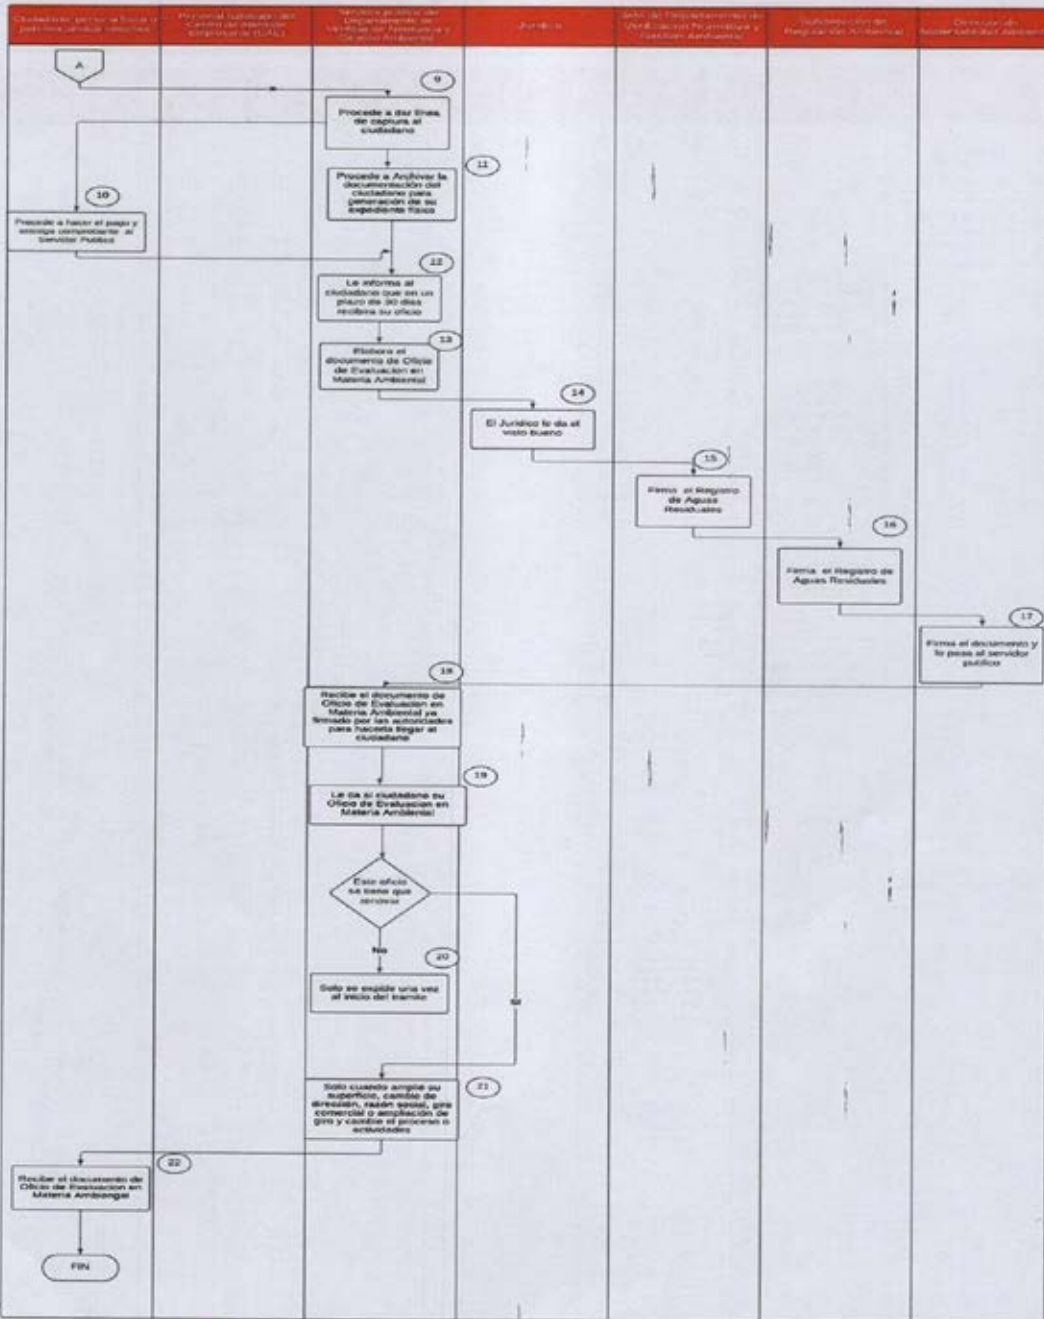 Jurídico
A
9
Procede a dar línea
de captura al
ciudadano
11
Procede a Archivar la
documentación del
ciudadano para
generación de su
expediente físico
10
Procede a hacer el pago y
entrega comprobante al
Servidor Público
12
Le informa al
ciudadano que en un
plazo de 30 días
recibirá su oficio
13
Elabora el
documento de Oficio
de Evaluación en
Materia Ambiental
14
El Jurídico le da el
visto bueno
15
Firma el Registro
de Aguas
Residuales
16
Firma el Registro de
Aguas Residuales
17
Firma el documento y
lo pasa al servidor
publico
18
Recibe el documento de
Oficio de Evaluación en
Materia Ambiental ya
firmado por las autoridades
para hacerla llegar al
ciudadano
19
Le da al ciudadano su
Oficio de Evaluacion en
Materia Ambiental
Este oficio
se tiene que
renovar
No
20
Solo se expide una vez
al inicio del tramite
SI
21
Solo cuando amplié su
superficie, cambio de
dirección, razón social, giro
comercial o ampliación de
giro y cambie el proceso o
actividades
22
Recibe el documento de
Oficio de Evaluacion en
Materia Ambiengal
FIN